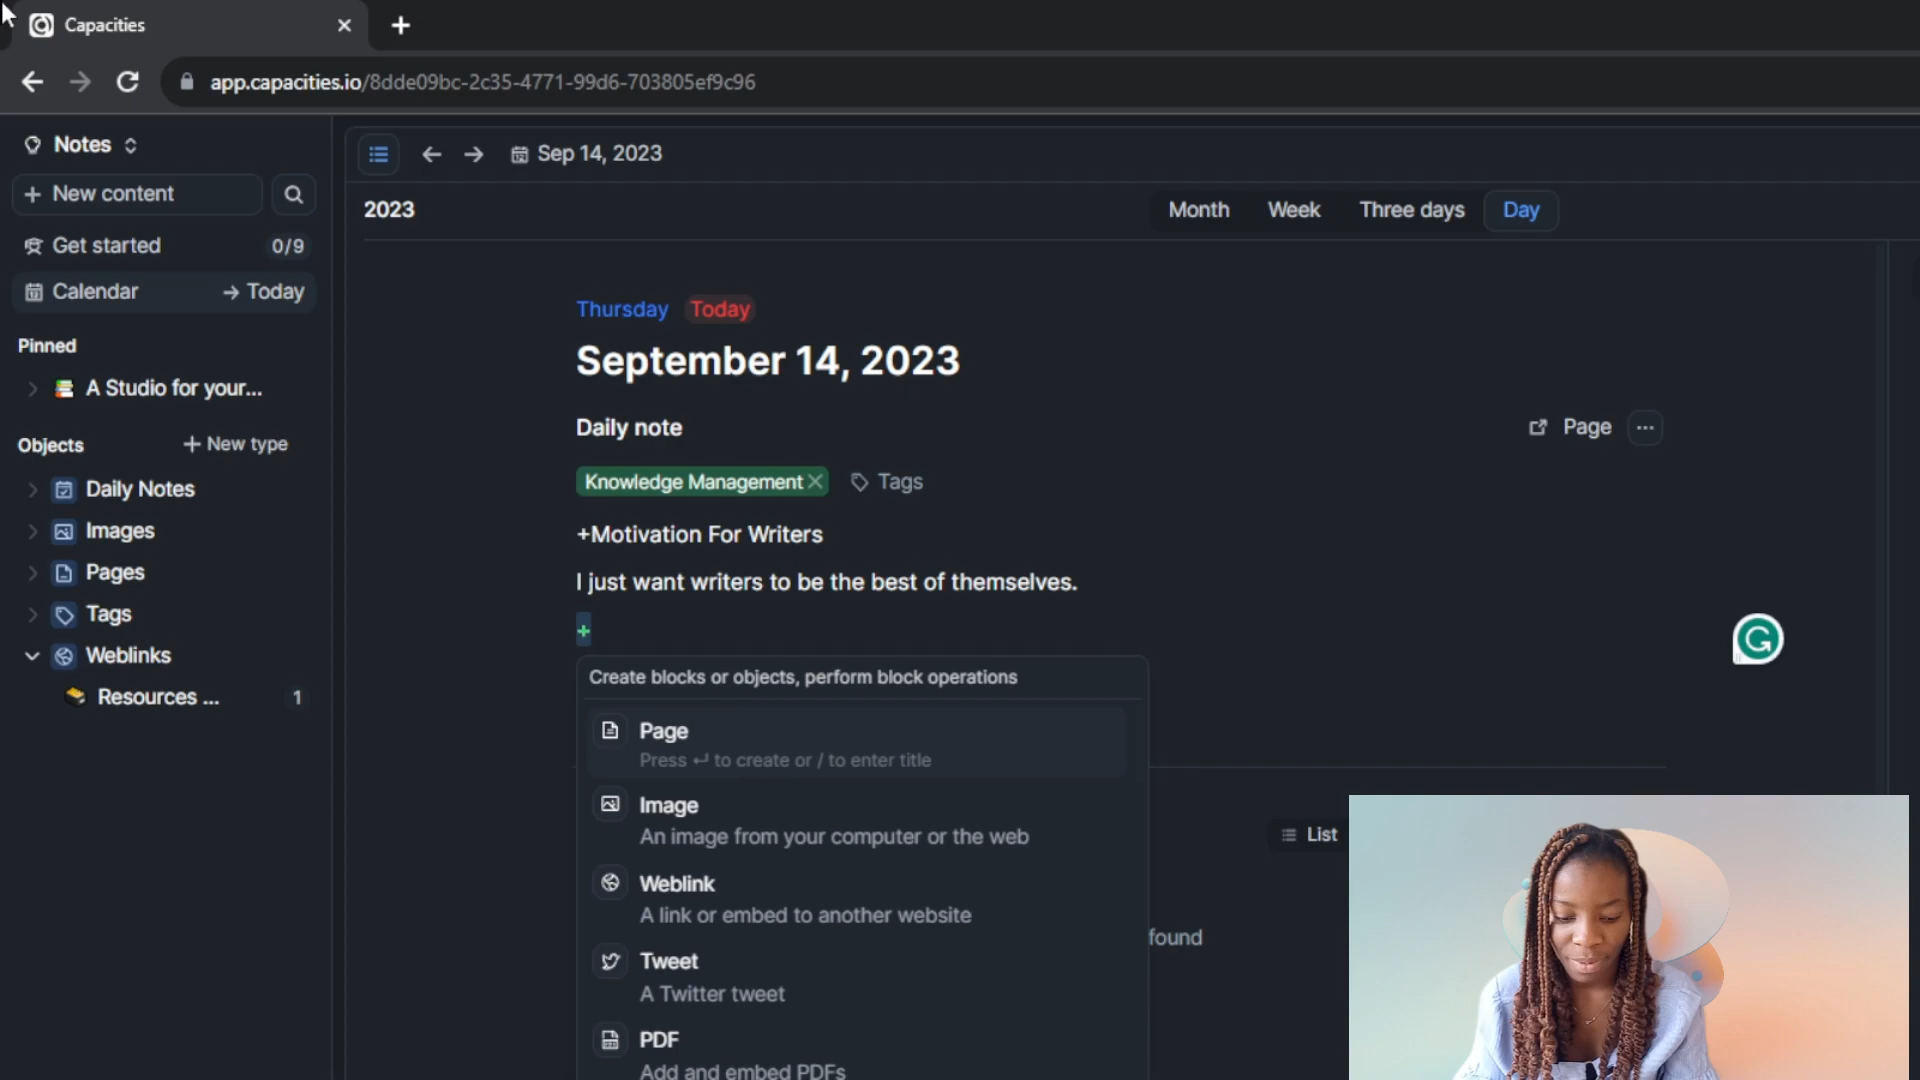 Capacities
app.capacities.io/8dde09bc-2c35-4771-99d6-703805ef9c96
Notes
New content
Get started 0/9
Calendar → Today
Pinned
A Studio for your...
Objects + New type
Daily Notes
Images
Pages
Tags
Weblinks
Resources ... 1
Sep 14, 2023
2023
Month Week Three days Day
Thursday Today
September 14, 2023
Daily note
Page ...
Knowledge Management Tags
+Motivation For Writers
I just want writers to be the best of themselves.
+
Create blocks or objects, perform block operations
Page
Press ↵ to create or / to enter title
Image
An image from your computer or the web
Weblink
A link or embed to another website
Tweet
A Twitter tweet
PDF
Add and embed PDFs
List
found